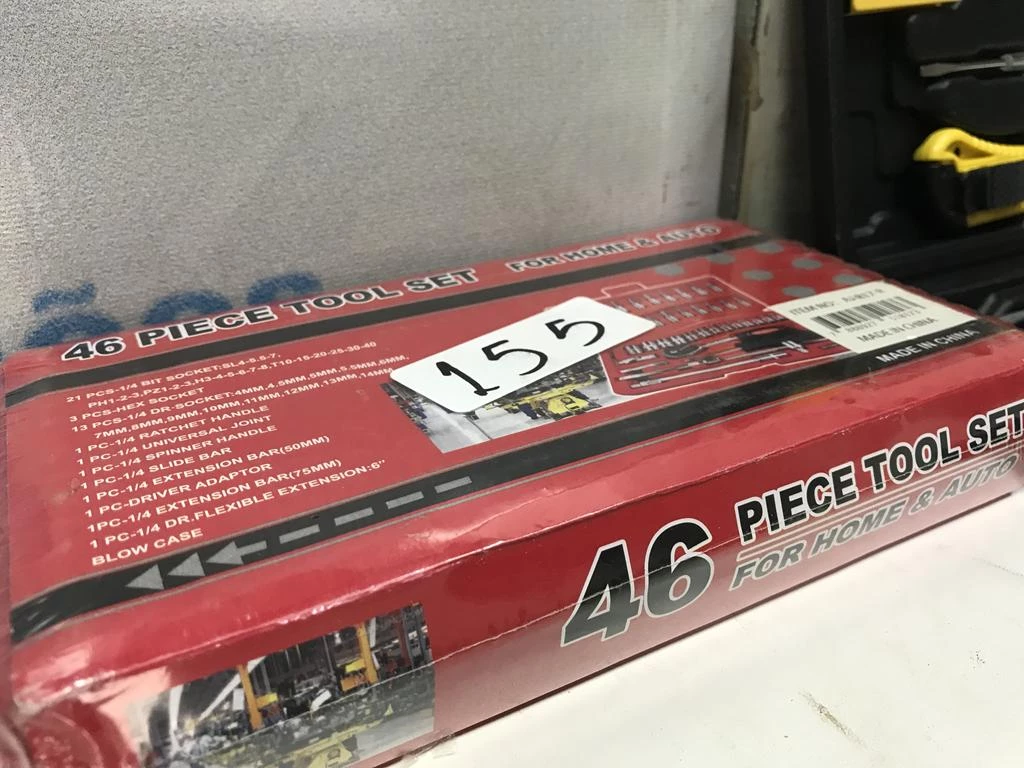 46 PIECE TOOL SET FOR HOME & AUTO
21 PCS-1/4 BIT SOCKET:SL4-5.5-7,
PH1-2-3,PZ1-2-3,H3-4-5-6-7-8,T10-15-20-25-30-40
3 PCS-HEX SOCKET
13 PCS-1/4 DR.SOCKET:4MM,4.5MM,5MM,5.5MM,6MM,
7MM,8MM,9MM,10MM,11MM,12MM,13MM,14MM
1 PC-1/4 RATCHET HANDLE
1 PC-1/4 UNIVERSAL JOINT
1 PC-1/4 SPINNER HANDLE
1 PC-1/4 SLIDE BAR
1 PC-1/4 EXTENSION BAR(50MM)
1 PC-DRIVER ADAPTOR
1PC-1/4 EXTENSION BAR(75MM)
1 PC-1/4 DR.FLEXIBLE EXTENSION:6"
BLOW CASE
155
ITEM NO:
MADE IN CHINA
MADE IN CHINA
46 PIECE TOOL SET
FOR HOME & AUTO